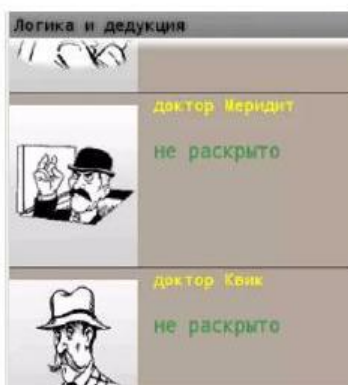 Логика и дедукция
доктор Меридит
не раскрыто
доктор Квик
не раскрыто